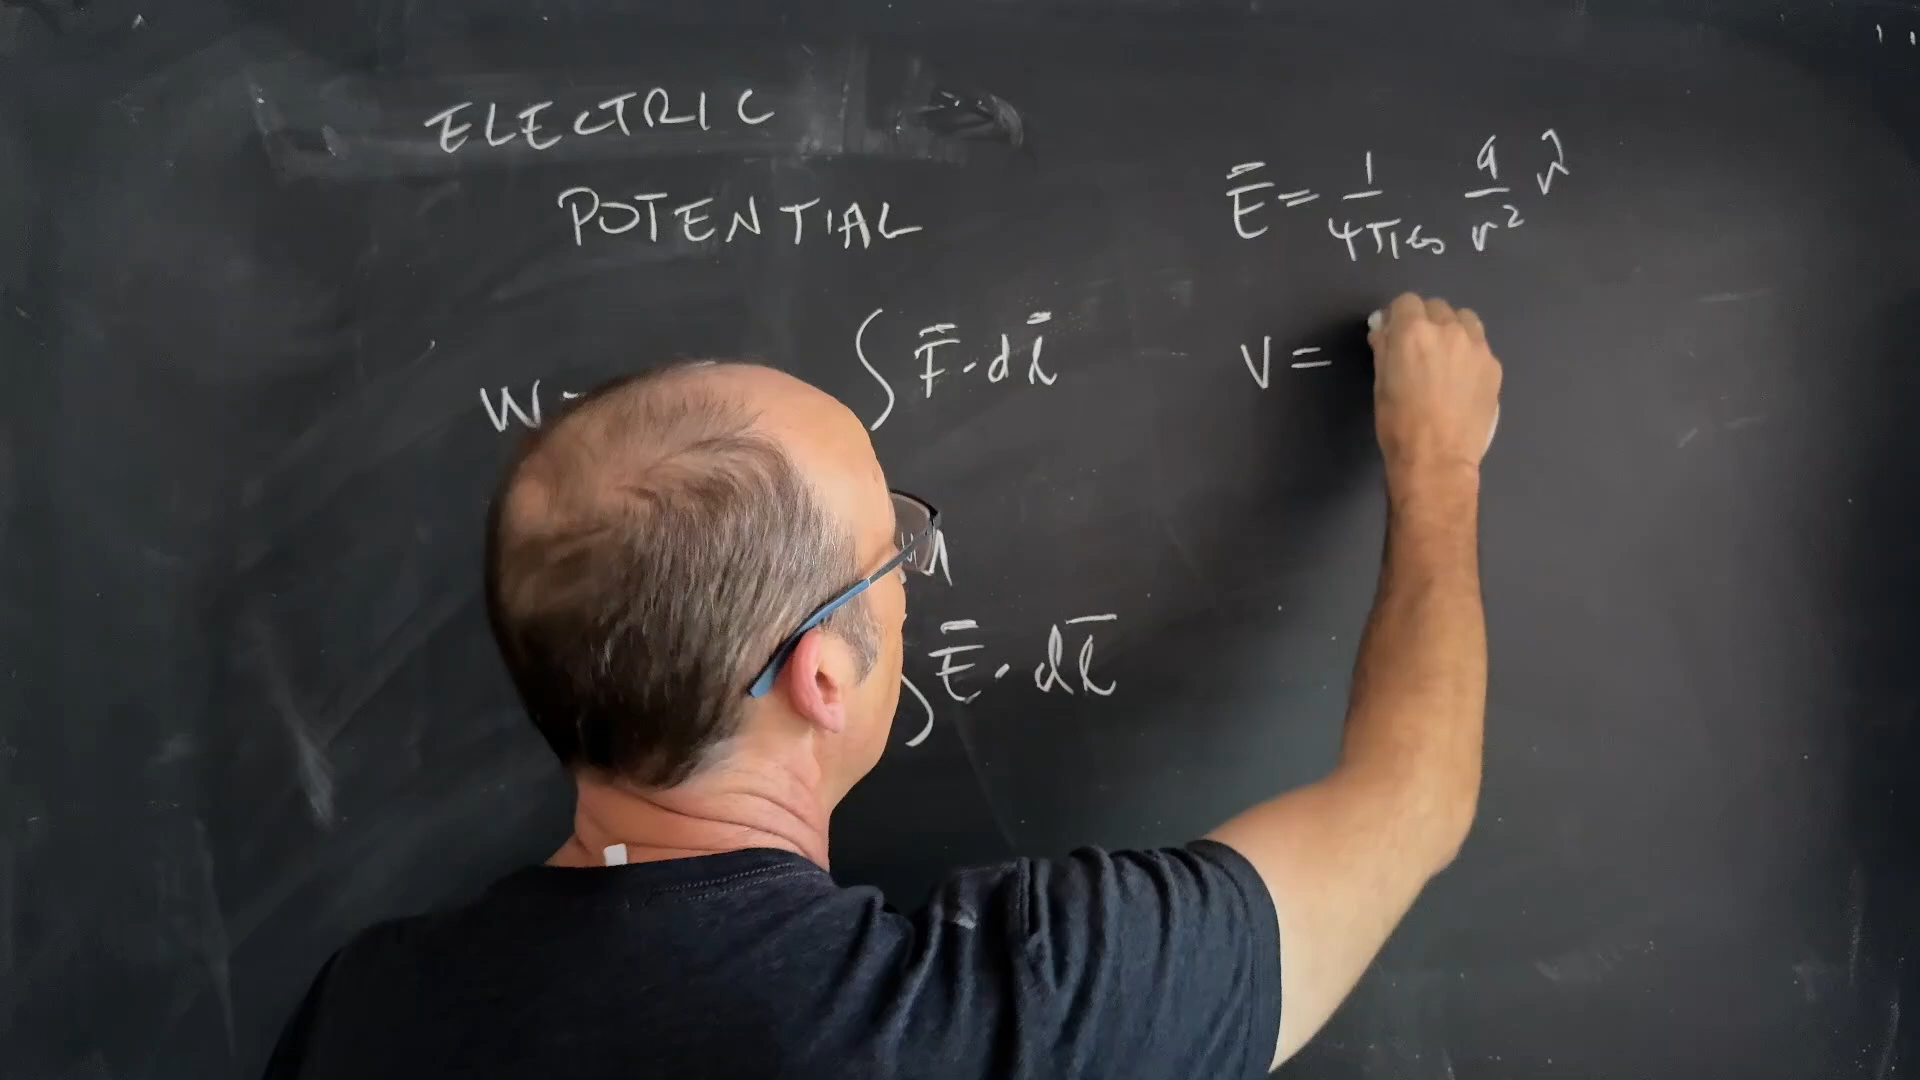 ELECTRIC
POTENTIAL
W = ∫ F̄ · dl̄
∫ Ē · dl̄
Ē = 1/4πε₀ q/r² r̂
V =